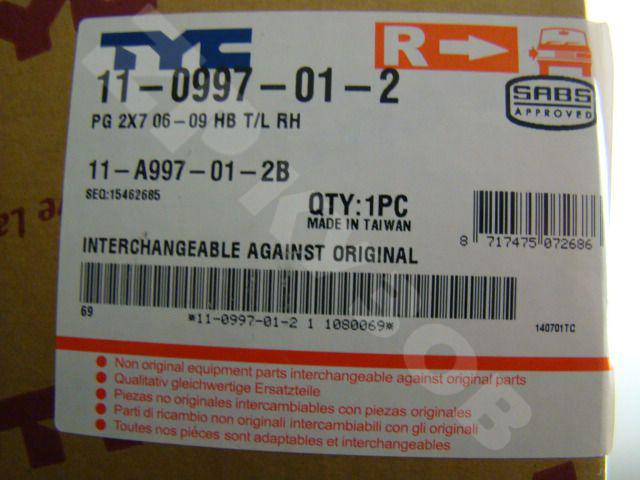 TYC
R
11-0997-01-2
SABS
APPROVED
PG 2X7 06-09 HB T/L RH
11-A997-01-2B
SEQ:15462685
QTY:1PC
MADE IN TAIWAN
8 717475 072686
INTERCHANGEABLE AGAINST ORIGINAL
69
*11-0997-01-2 1 1080069*
140701TC
Non original equipment parts interchangeable against original parts
Qualitativ gleichwertige Ersatzteile
Piezas no originales intercambiables con piezas originales
Parti di ricambio non originali intercambiabili con gli originali
Toutes nos piéces sont adaptables et interchangeables